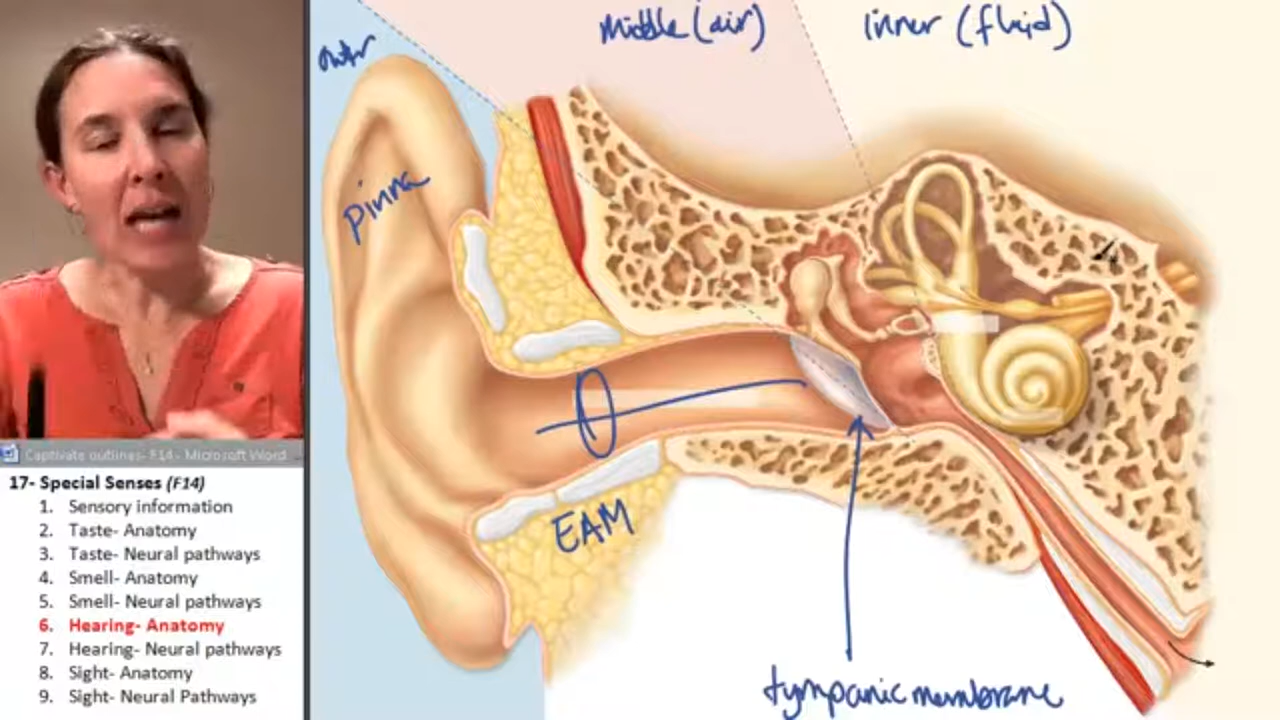 outer
middle (air)
inner (fluid)
pinna
EAM
tympanic membrane
Captivate outlines- F14 - Microsoft Word
17- Special Senses (F14)
1. Sensory information
2. Taste- Anatomy
3. Taste- Neural pathways
4. Smell- Anatomy
5. Smell- Neural pathways
6. Hearing- Anatomy
7. Hearing- Neural pathways
8. Sight- Anatomy
9. Sight- Neural Pathways